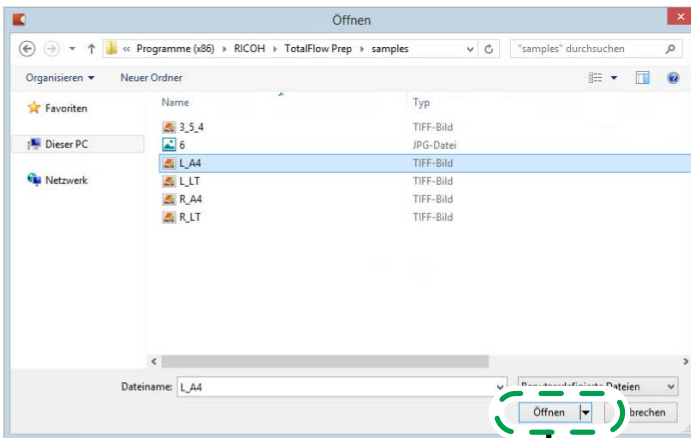 Öffnen
« Programme (x86) ▸ RICOH ▸ TotalFlow Prep ▸ samples
"samples" durchsuchen
Organisieren
Neuer Ordner
Name
Typ
Favoriten
Dieser PC
Netzwerk
3_5_4
TIFF-Bild
6
JPG-Datei
L_A4
TIFF-Bild
L_LT
TIFF-Bild
R_A4
TIFF-Bild
R_LT
TIFF-Bild
Dateiname: L_A4
Benutzerdefinierte Dateien
Öffnen
brechen